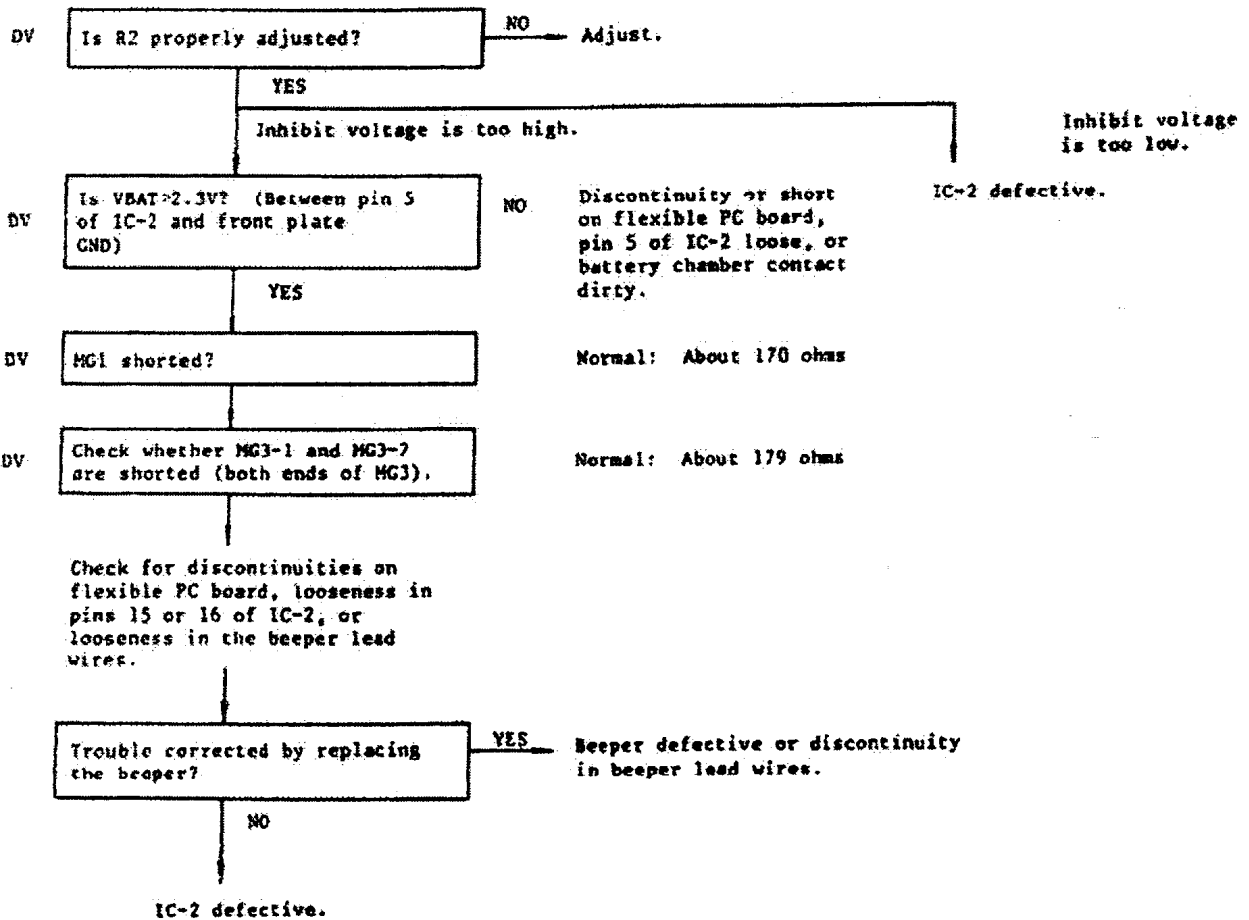 DV
Is R2 properly adjusted?
NO
Adjust.
YES
Inhibit voltage is too high.
Inhibit voltage
is too low.
IC-2 defective.
DV
Is VBAT>2.3V? (Between pin 5
of IC-2 and front plate
GND)
NO
Discontinuity or short
on flexible PC board,
pin 5 of IC-2 loose, or
battery chamber contact
dirty.
YES
DV
MG1 shorted?
Normal: About 170 ohms
DV
Check whether MG3-1 and MG3-2
are shorted (both ends of MG3).
Normal: About 179 ohms
Check for discontinuities on
flexible PC board, looseness in
pins 15 or 16 of IC-2, or
looseness in the beeper lead
wires.
Trouble corrected by replacing
the beeper?
YES
Beeper defective or discontinuity
in beeper lead wires.
NO
IC-2 defective.